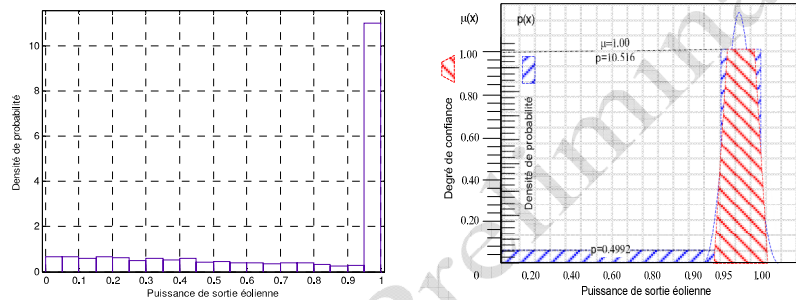 Densité de probabilité
10
8
6
4
2
0
0 0.1 0.2 0.3 0.4 0.5 0.6 0.7 0.8 0.9 1
Puissance de sortie éolienne
μ(x)
p(x)
μ=1.00
p=10.516
1.00
0.80
0.60
0.40
0.20
Degré de confiance
Densité de probabilité
p=0.4992
0 0.20 0.40 0.60 0.80 0.90 0.95 1.00
Puissance de sortie éolienne
Prelimina